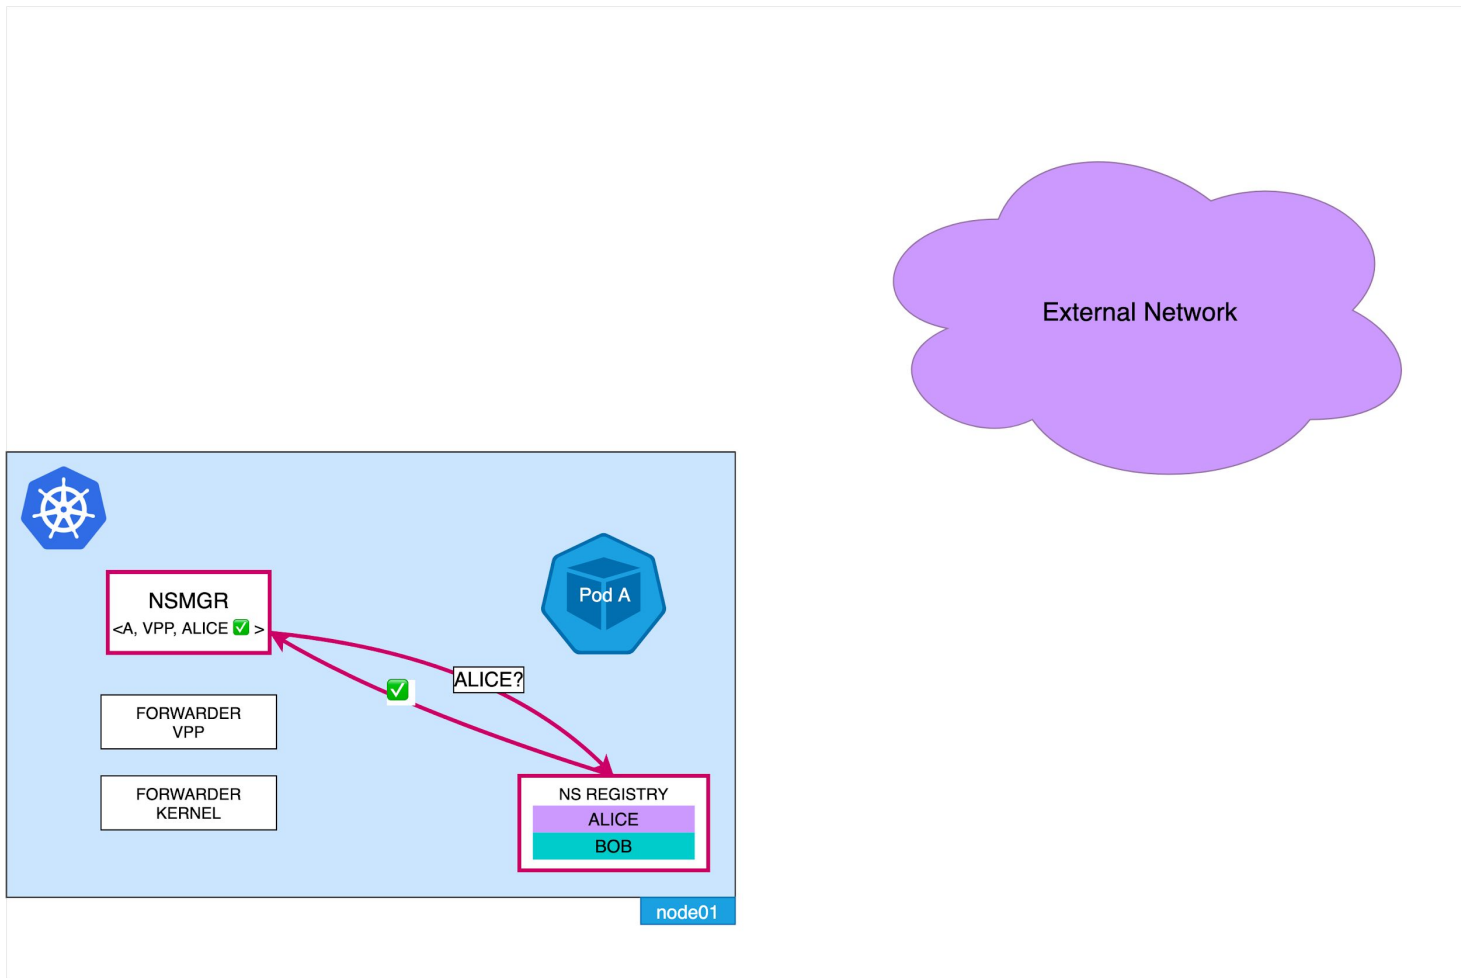 External Network
Pod A
NSMGR
<A, VPP, ALICE ✅ >
ALICE?
✅
FORWARDER
VPP
FORWARDER
KERNEL
NS REGISTRY
ALICE
BOB
node01